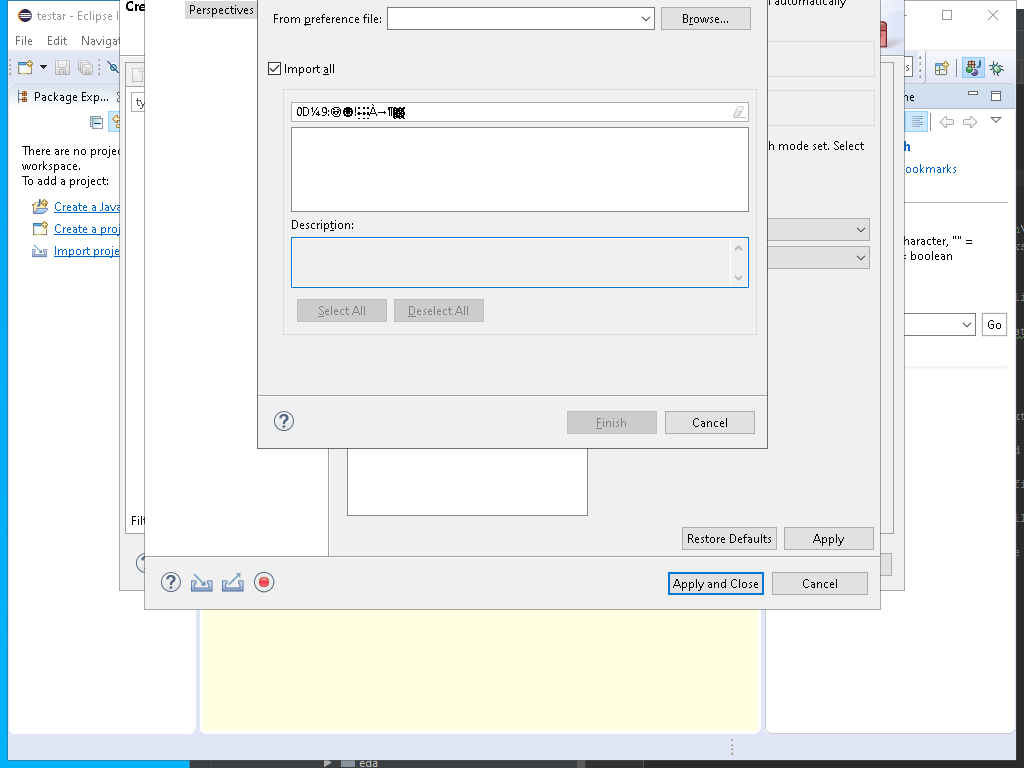 testar - Eclipse I
Cre
Perspectives
File Edit Navigat
From preference file:
Browse...
automatically
Import all
Package Exp...
ty
0D¼9:
There are no projec
workspace.
To add a project:
Create a Java
Create a proj
Import proje
h mode set. Select
ookmarks
Description:
haracter, "" =
= boolean
Select All
Deselect All
Go
Finish
Cancel
Filt
Restore Defaults
Apply
Apply and Close
Cancel
eda